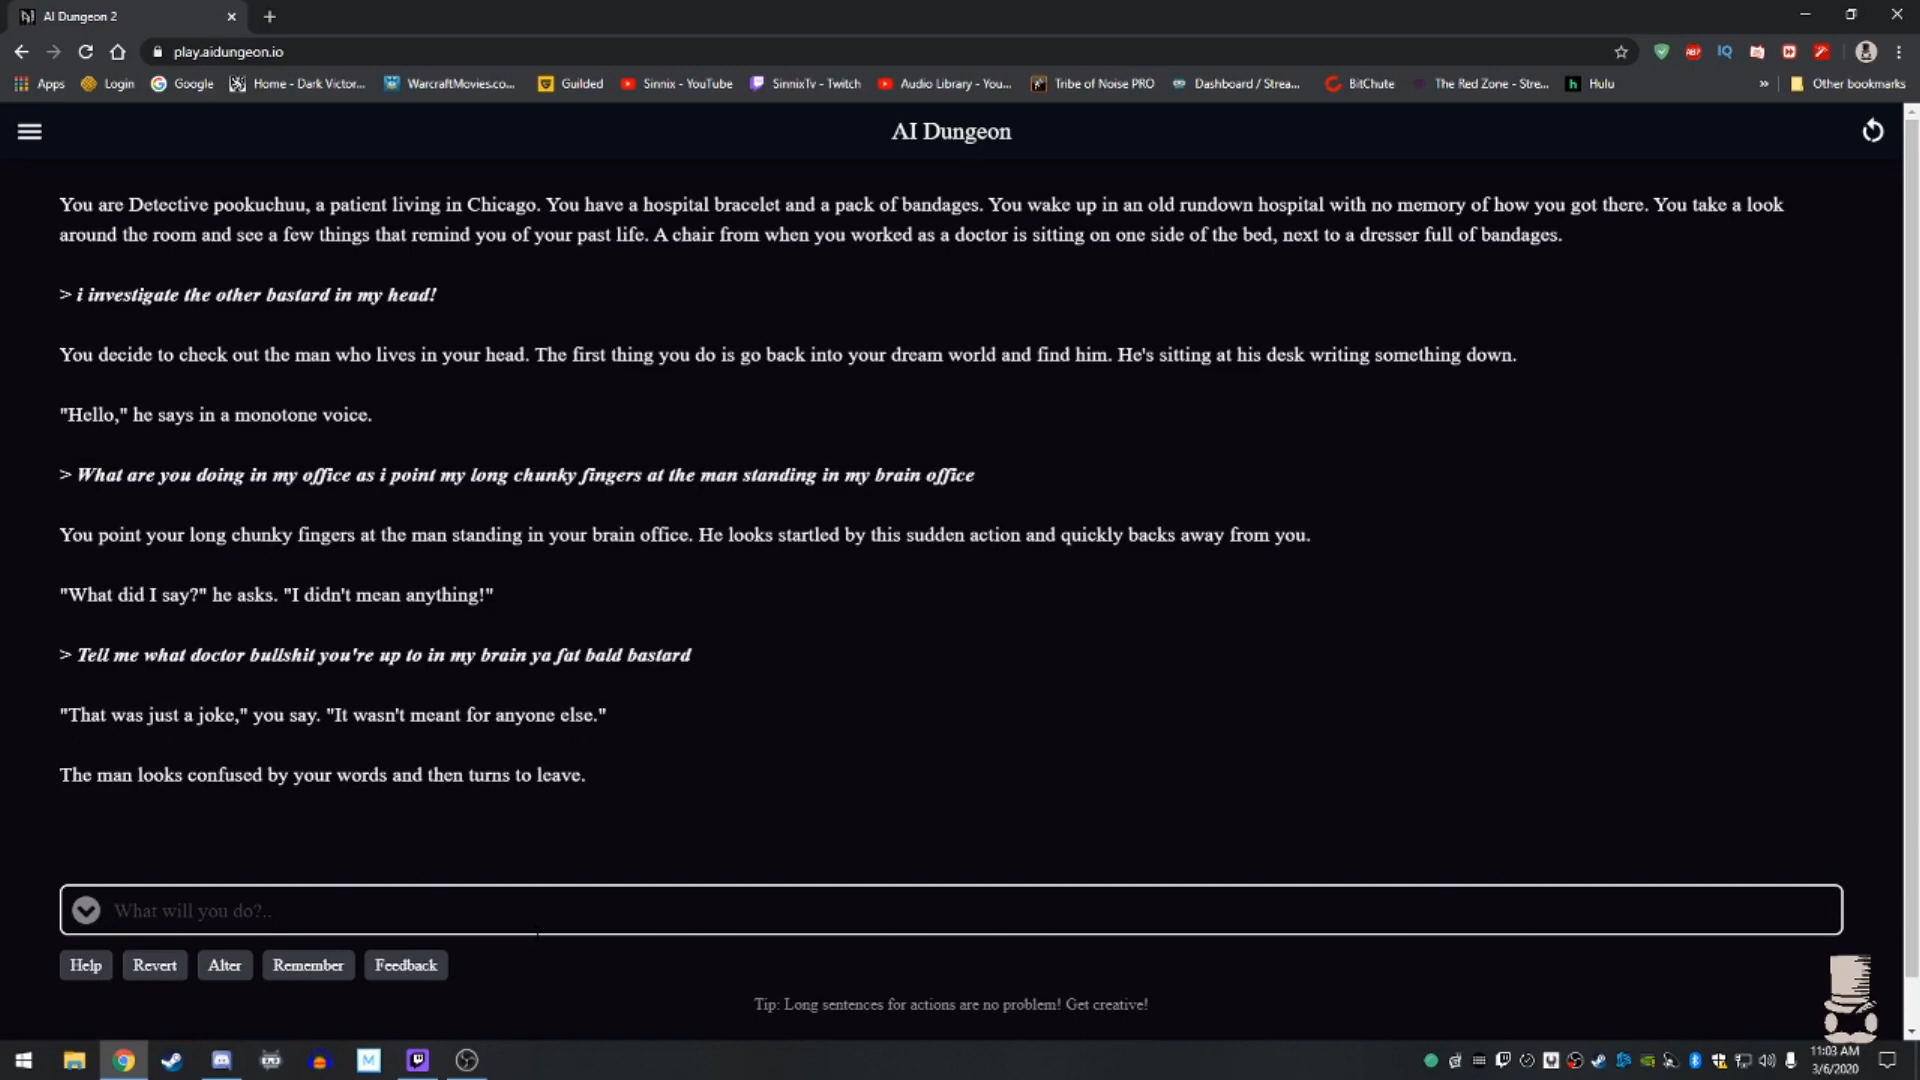 AI Dungeon 2
play.aidungeon.io
Apps Login Google Home - Dark Victor... WarcraftMovies.co... Guilded Sinnix - YouTube SinnixTv - Twitch Audio Library - You... Tribe of Noise PRO Dashboard / Strea... BitChute The Red Zone - Stre... Hulu » Other bookmarks
AI Dungeon
You are Detective pookuchuu, a patient living in Chicago. You have a hospital bracelet and a pack of bandages. You wake up in an old rundown hospital with no memory of how you got there. You take a look
around the room and see a few things that remind you of your past life. A chair from when you worked as a doctor is sitting on one side of the bed, next to a dresser full of bandages.
> i investigate the other bastard in my head!
You decide to check out the man who lives in your head. The first thing you do is go back into your dream world and find him. He's sitting at his desk writing something down.
"Hello," he says in a monotone voice.
> What are you doing in my office as i point my long chunky fingers at the man standing in my brain office
You point your long chunky fingers at the man standing in your brain office. He looks startled by this sudden action and quickly backs away from you.
"What did I say?" he asks. "I didn't mean anything!"
> Tell me what doctor bullshit you're up to in my brain ya fat bald bastard
"That was just a joke," you say. "It wasn't meant for anyone else."
The man looks confused by your words and then turns to leave.
What will you do?..
Help Revert Alter Remember Feedback
Tip: Long sentences for actions are no problem! Get creative!
11:03 AM
3/6/2020